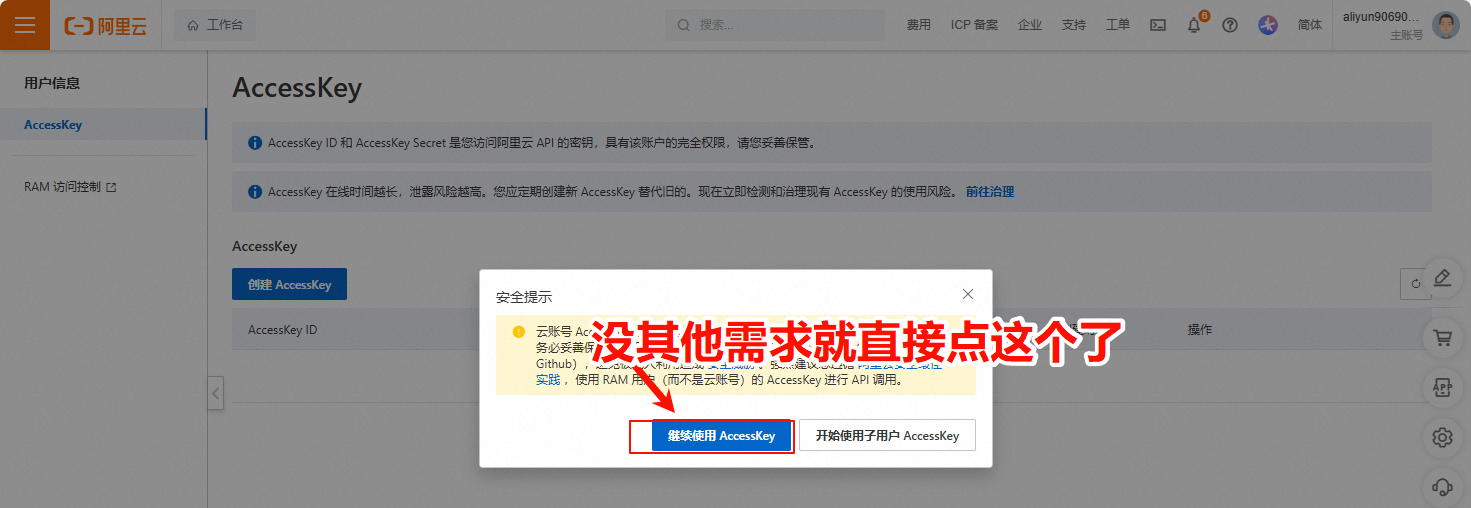 阿里云
工作台
搜索...
费用
ICP 备案
企业
支持
工单
6
简体
aliyun90690...
主账号
用户信息
AccessKey
RAM 访问控制
AccessKey
AccessKey ID 和 AccessKey Secret 是您访问阿里云 API 的密钥，具有该账户的完全权限，请您妥善保管。
AccessKey 在线时间越长，泄露风险越高。您应定期创建新 AccessKey 替代旧的。现在立即检测和治理现有 AccessKey 的使用风险。 前往治理
AccessKey
创建 AccessKey
AccessKey ID
操作
安全提示
云账号
务必妥善保
没其他需求就直接点这个了
Github），
实践 ，使用 RAM 用户（而不是云账号）的 AccessKey 进行 API 调用。
继续使用 AccessKey
开始使用子用户 AccessKey
APP